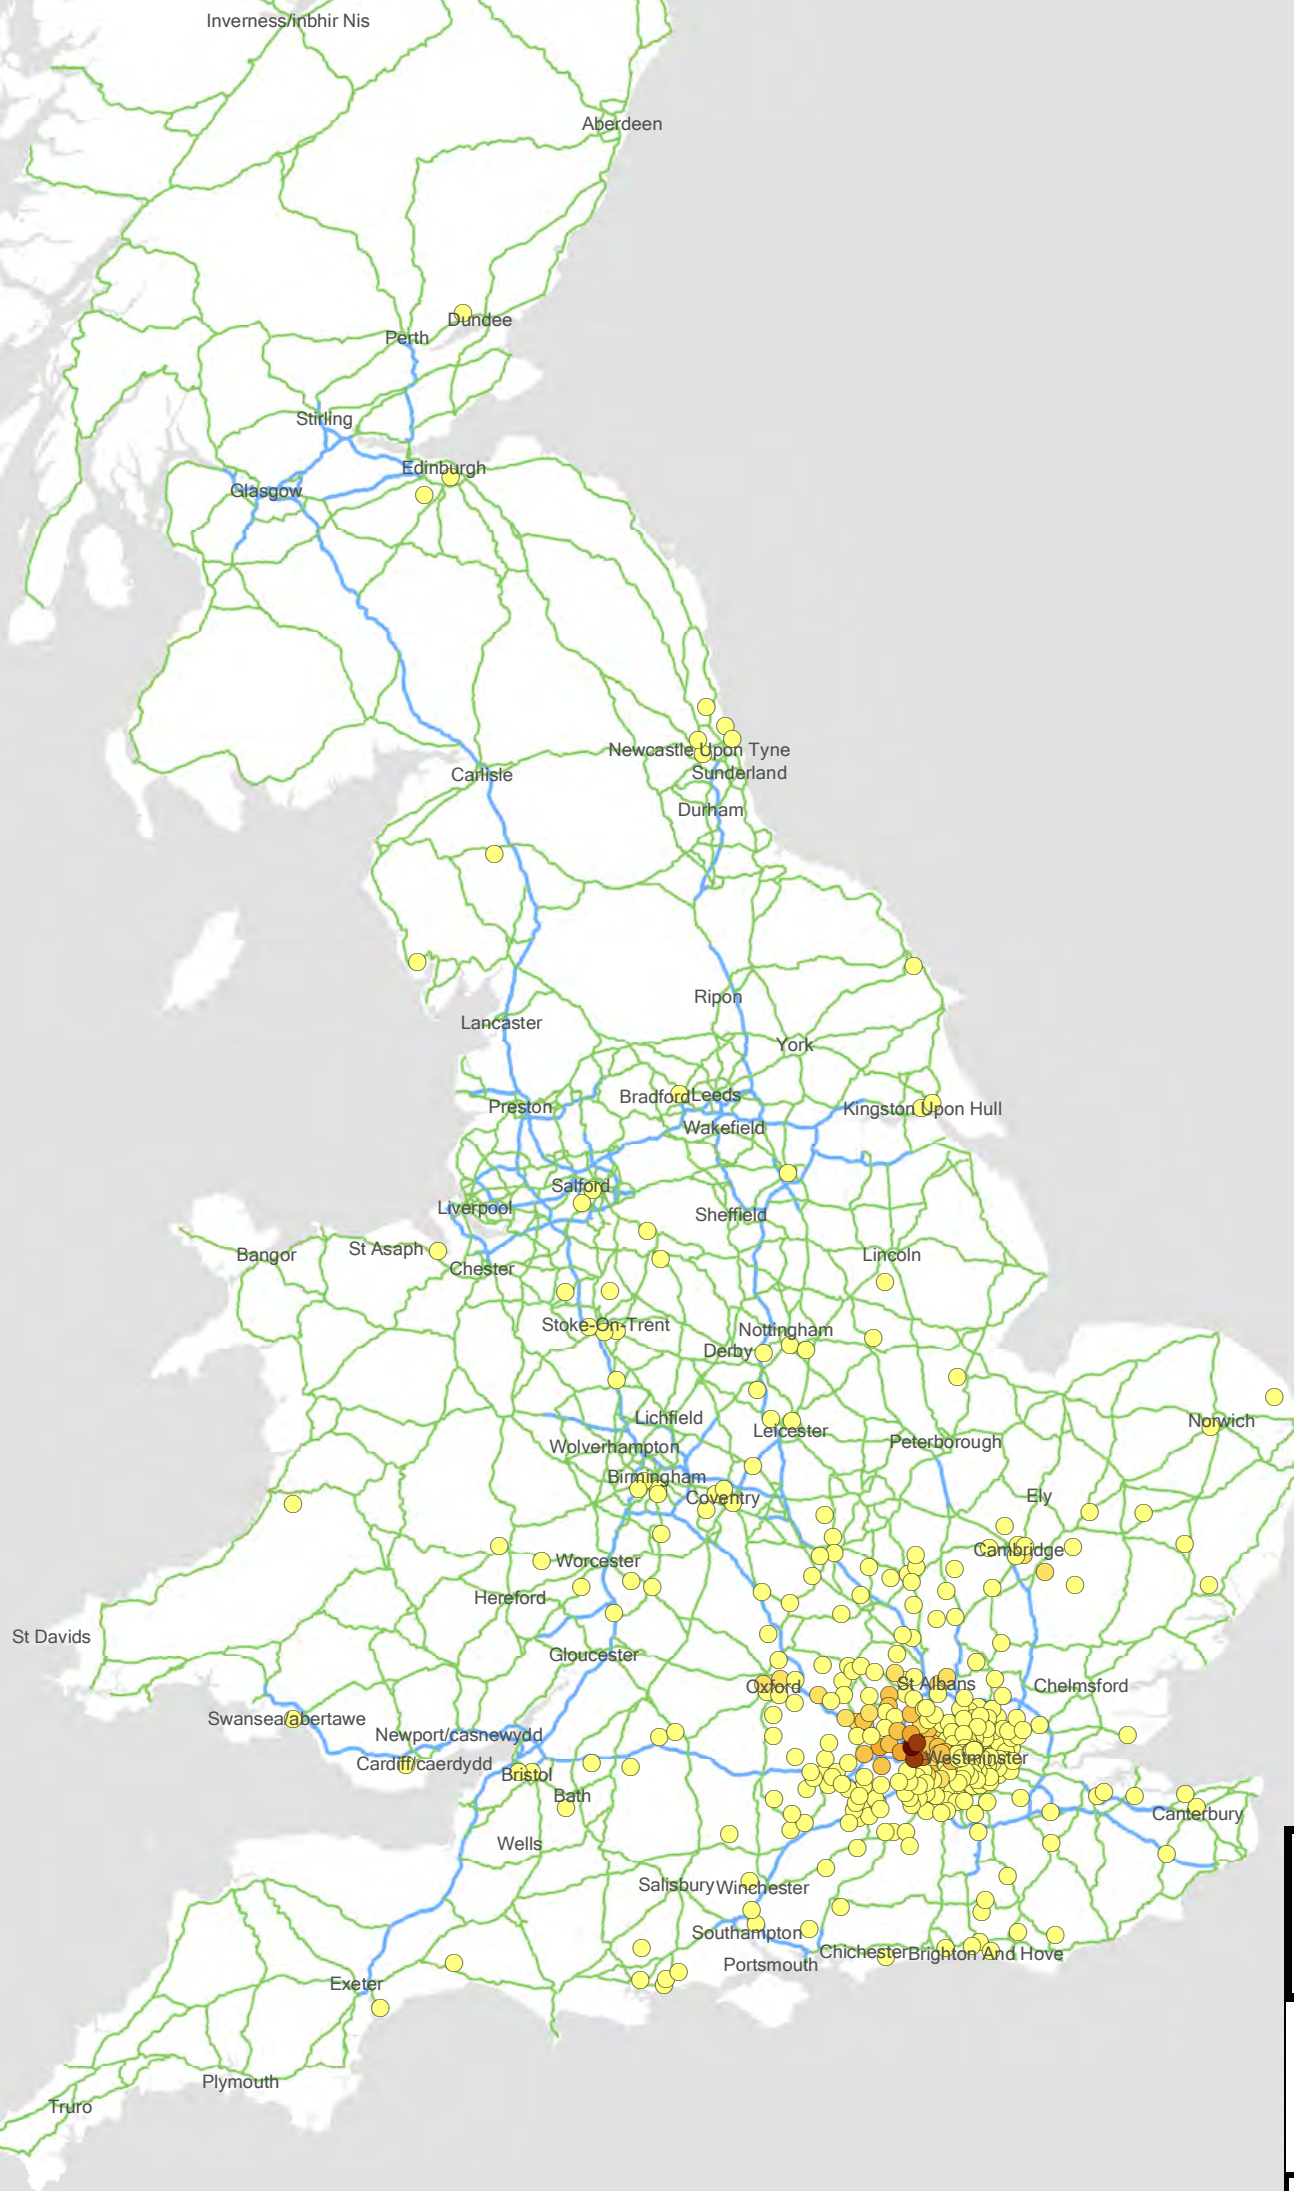 Inverness/inbhir Nis
Aberdeen
Dundee
Perth
Stirling
Edinburgh
Glasgow
Newcastle Upon Tyne
Sunderland
Carlisle
Durham
Ripon
Lancaster
York
Bradford
Leeds
Preston
Kingston Upon Hull
Wakefield
Salford
Liverpool
Sheffield
St Asaph
Bangor
Lincoln
Chester
Stoke-On-Trent
Nottingham
Derby
Lichfield
Norwich
Leicester
Peterborough
Wolverhampton
Birmingham
Ely
Coventry
Cambridge
Worcester
Hereford
St Davids
Gloucester
St Albans
Oxford
Chelmsford
Swansea/abertawe
Newport/casnewydd
Westminster
Cardiff/caerdydd
Bristol
Bath
Canterbury
Wells
Salisbury
Winchester
Southampton
Chichester
Brighton And Hove
Portsmouth
Exeter
Plymouth
Truro